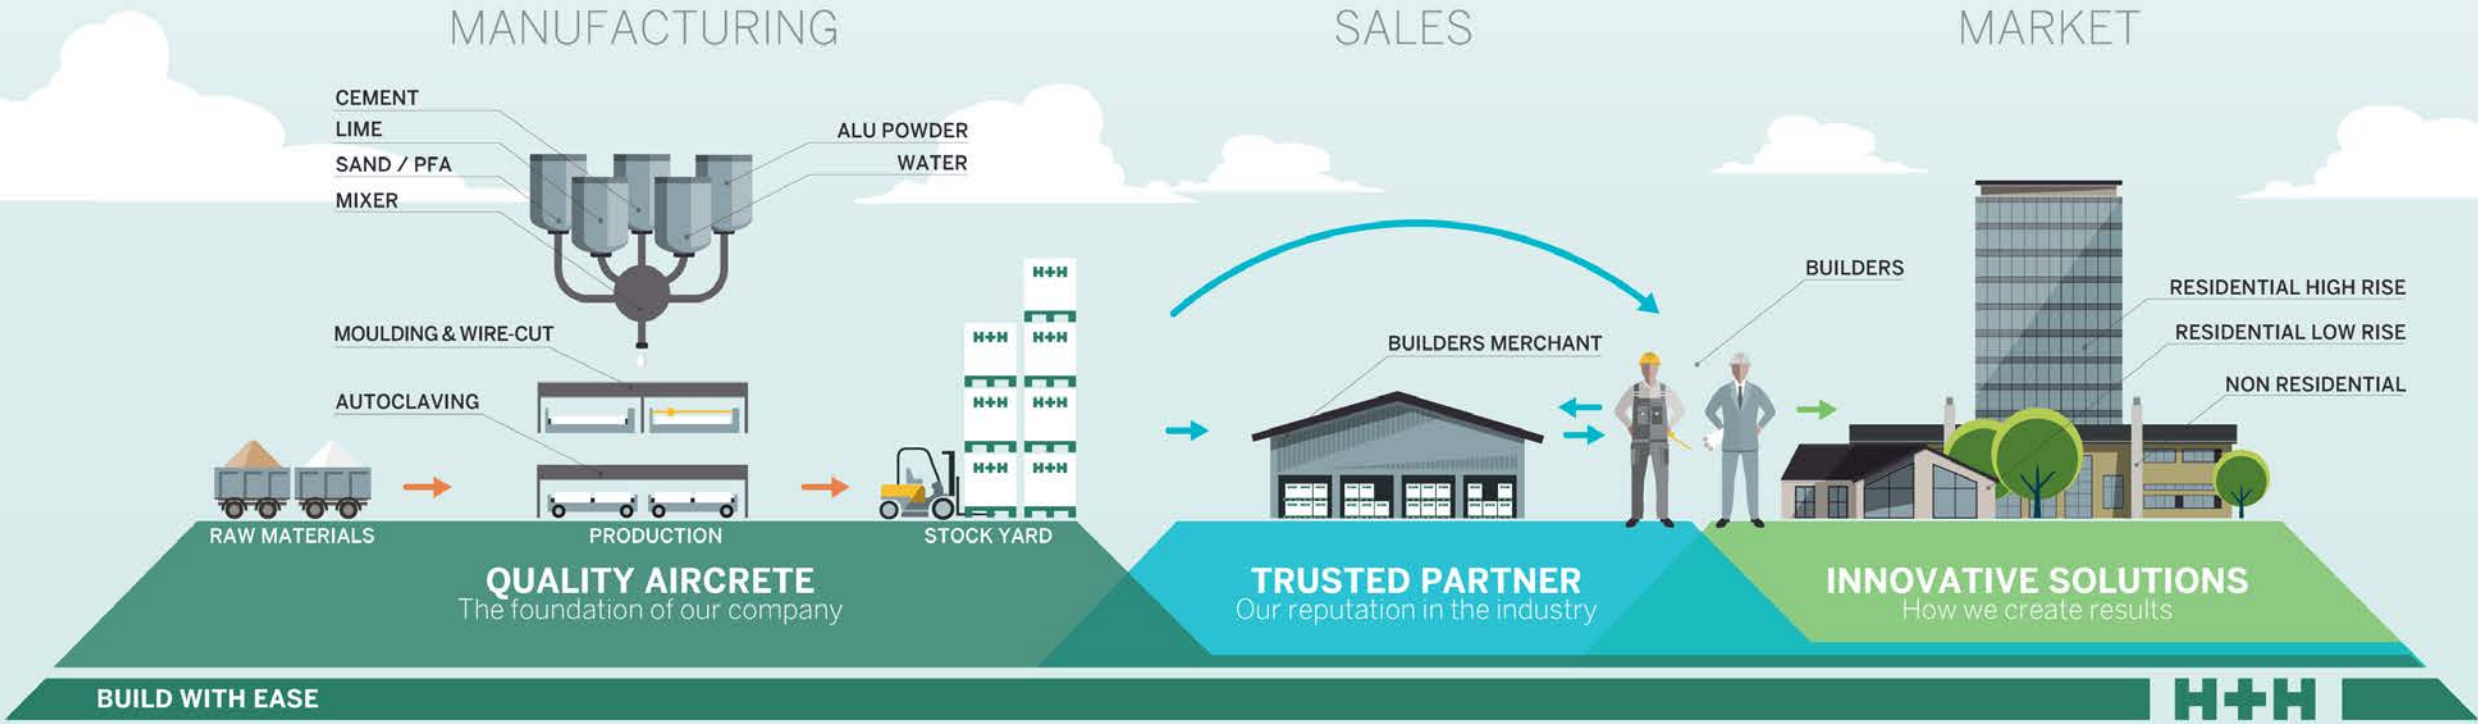 MANUFACTURING
SALES
MARKET
CEMENT
LIME
SAND / PFA
MIXER
ALU POWDER
WATER
MOULDING & WIRE-CUT
AUTOCLAVING
H+H
H+H H+H
H+H H+H
H+H H+H
BUILDERS MERCHANT
BUILDERS
RESIDENTIAL HIGH RISE
RESIDENTIAL LOW RISE
NON RESIDENTIAL
RAW MATERIALS
PRODUCTION
STOCK YARD
QUALITY AIRCRETE
The foundation of our company
TRUSTED PARTNER
Our reputation in the industry
INNOVATIVE SOLUTIONS
How we create results
BUILD WITH EASE
H+H